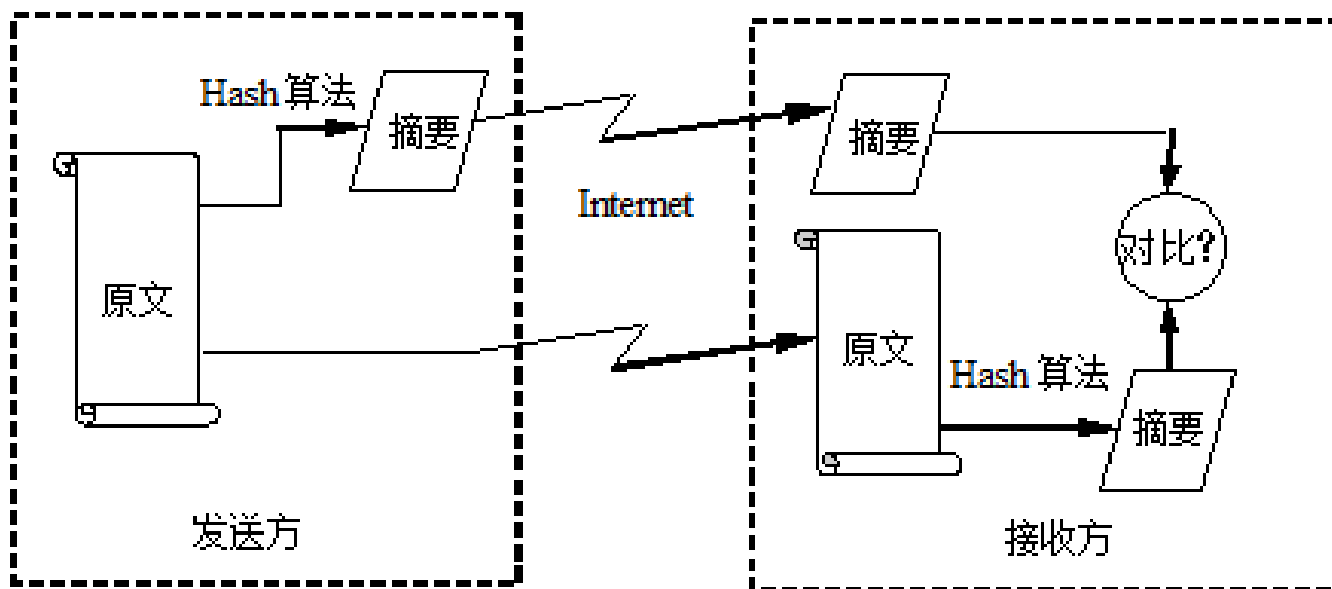 Hash 算法
摘要
原文
发送方
Internet
摘要
对比?
原文
Hash 算法
摘要
接收方